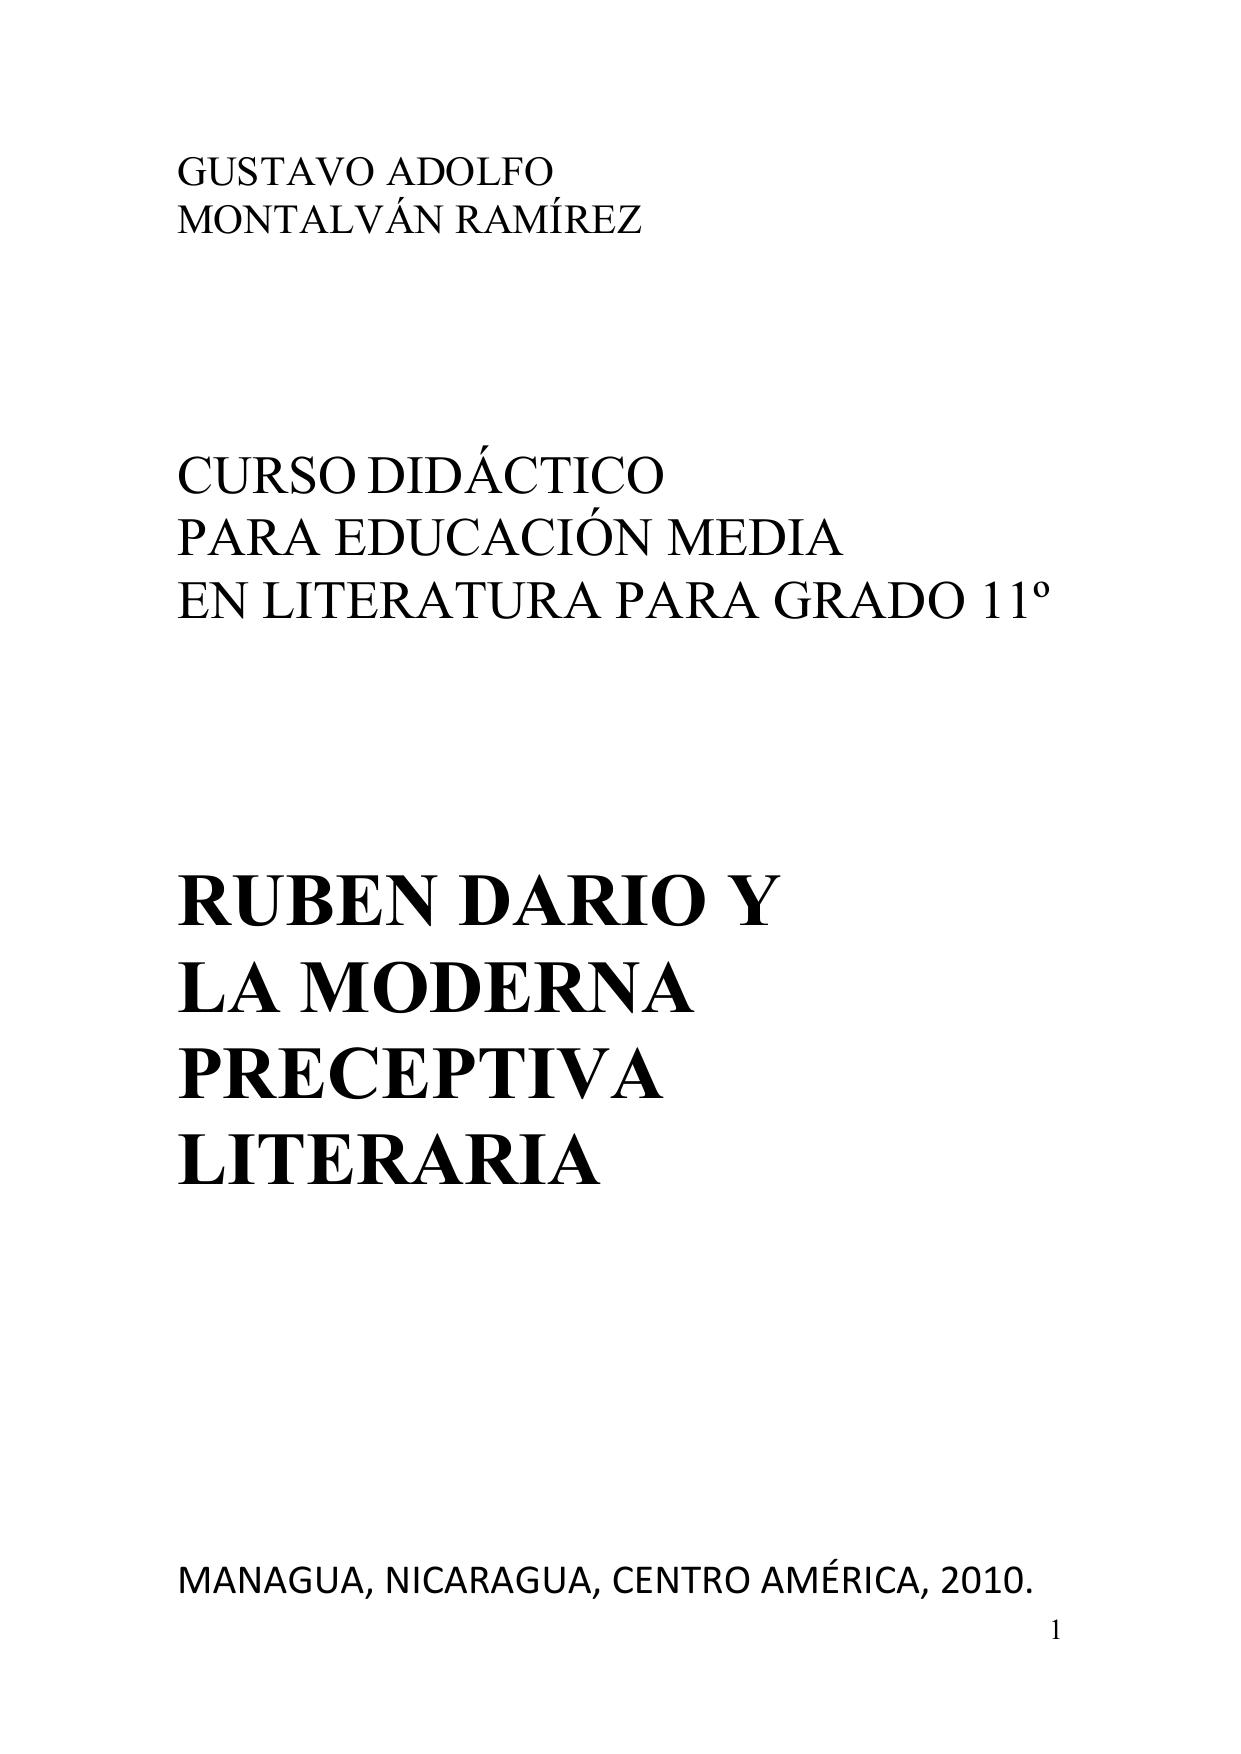 GUSTAVO ADOLFO
MONTALVÁN RAMÍREZ
CURSO DIDÁCTICO
PARA EDUCACIÓN MEDIA
EN LITERATURA PARA GRADO 11º
RUBEN DARIO Y
LA MODERNA
PRECEPTIVA
LITERARIA
MANAGUA, NICARAGUA, CENTRO AMÉRICA, 2010.
1